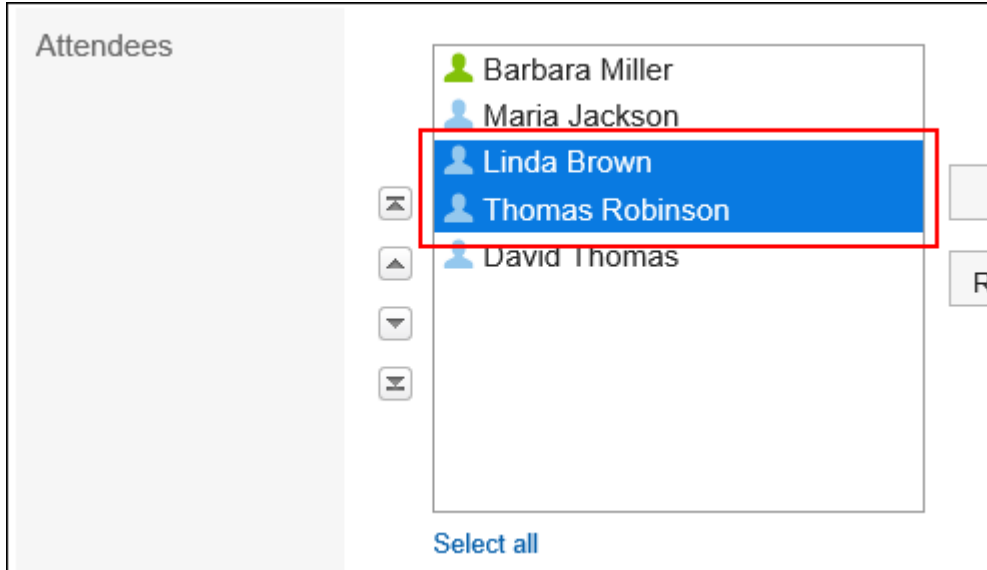 Attendees
Barbara Miller
Maria Jackson
Linda Brown
Thomas Robinson
David Thomas
R
Select all